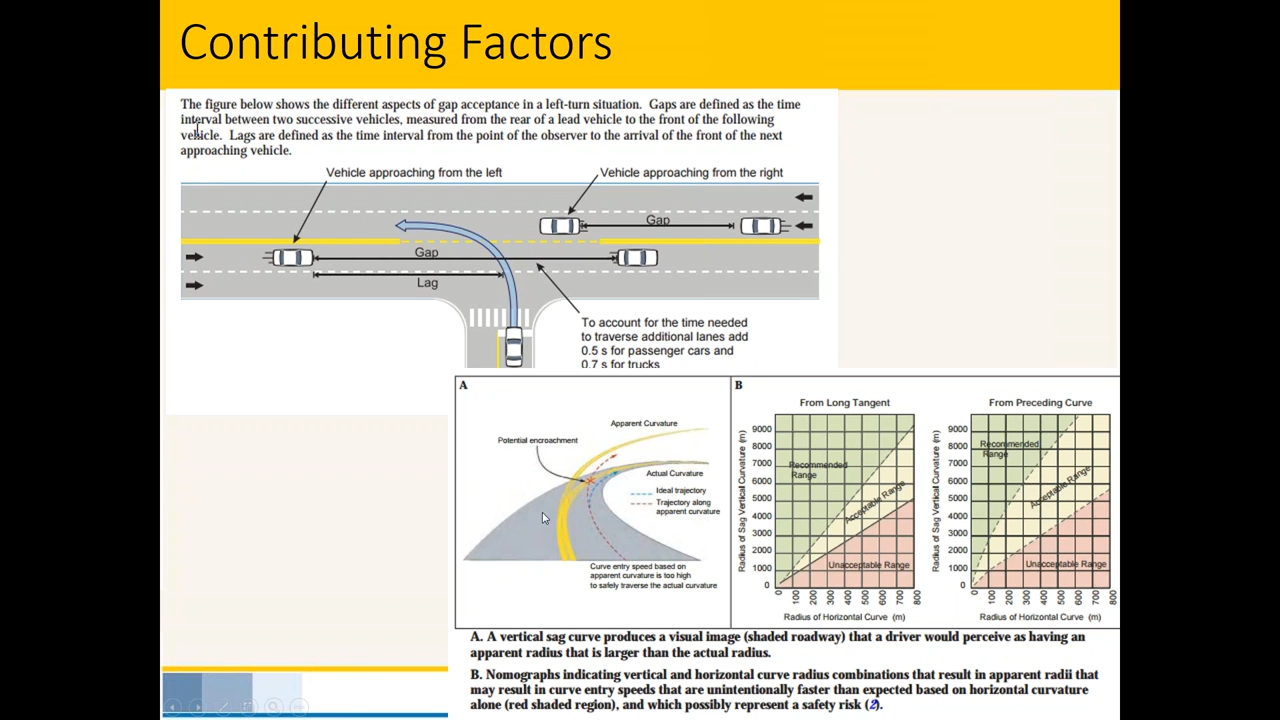 Contributing Factors
The figure below shows the different aspects of gap acceptance in a left-turn situation. Gaps are defined as the time
interval between two successive vehicles, measured from the rear of a lead vehicle to the front of the following
vehicle. Lags are defined as the time interval from the point of the observer to the arrival of the front of the next
approaching vehicle.
Vehicle approaching from the left
Vehicle approaching from the right
Gap
Gap
Lag
To account for the time needed
to traverse additional lanes add
0.5 s for passenger cars and
0.7 s for trucks
A
Potential encroachment
Apparent Curvature
Actual Curvature
Ideal trajectory
Trajectory along
apparent curvature
Curve entry speed based on
apparent curvature is too high
to safely traverse the actual curvature
B
From Long Tangent
Radius of Sag Vertical Curvature (m)
9000
8000
7000
6000
5000
4000
3000
2000
1000
0
Recommended
Range
Acceptable Range
Unacceptable Range
0 100 200 300 400 500 600 700 800
Radius of Horizontal Curve (m)
From Preceding Curve
Radius of Sag Vertical Curvature (m)
9000
8000
7000
6000
5000
4000
3000
2000
1000
0
Recommended
Range
Acceptable Range
Unacceptable Range
0 100 200 300 400 500 600 700 800
Radius of Horizontal Curve (m)
A. A vertical sag curve produces a visual image (shaded roadway) that a driver would perceive as having an
apparent radius that is larger than the actual radius.
B. Nomographs indicating vertical and horizontal curve radius combinations that result in apparent radii that
may result in curve entry speeds that are unintentionally faster than expected based on horizontal curvature
alone (red shaded region), and which possibly represent a safety risk (2).